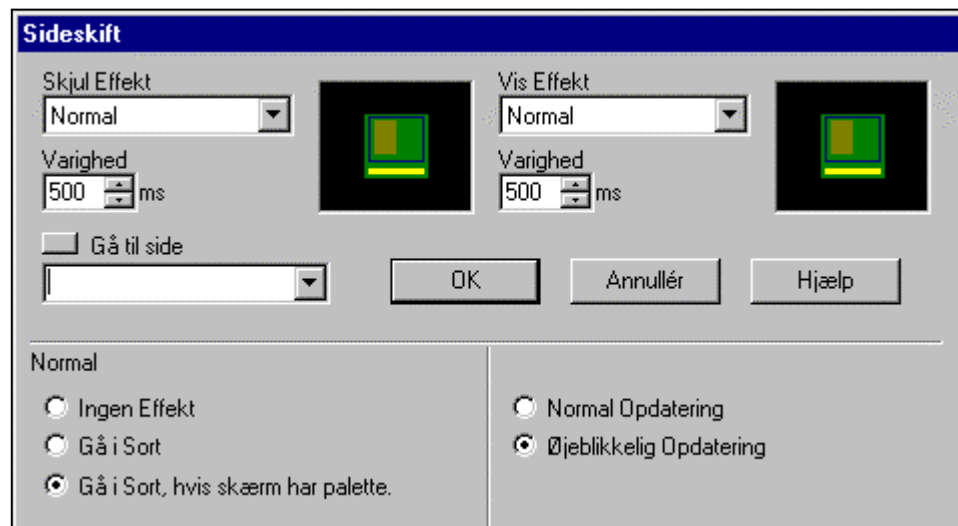 Sideskift
Skjul Effekt
Normal
Varighed
500 ms
Vis Effekt
Normal
Varighed
500 ms
Gå til side
OK
Annullér
Hjælp
Normal
Ingen Effekt
Gå i Sort
Gå i Sort, hvis skærm har palette.
Normal Opdatering
Øjeblikkelig Opdatering